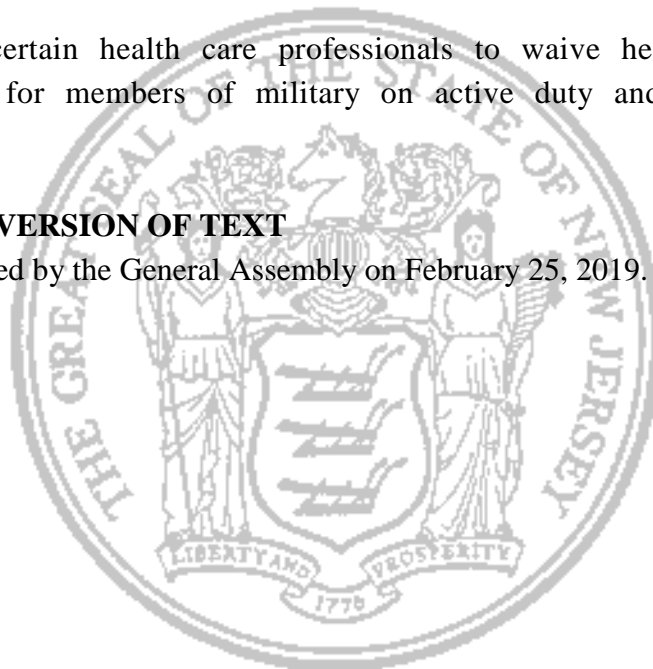 certain health care professionals to waive he
for members of military on active duty and
VERSION OF TEXT
ed by the General Assembly on February 25, 2019.
THE GREAT SEAL OF THE STATE OF NEW JERSEY
LIBERTY AND PROSPERITY
1776